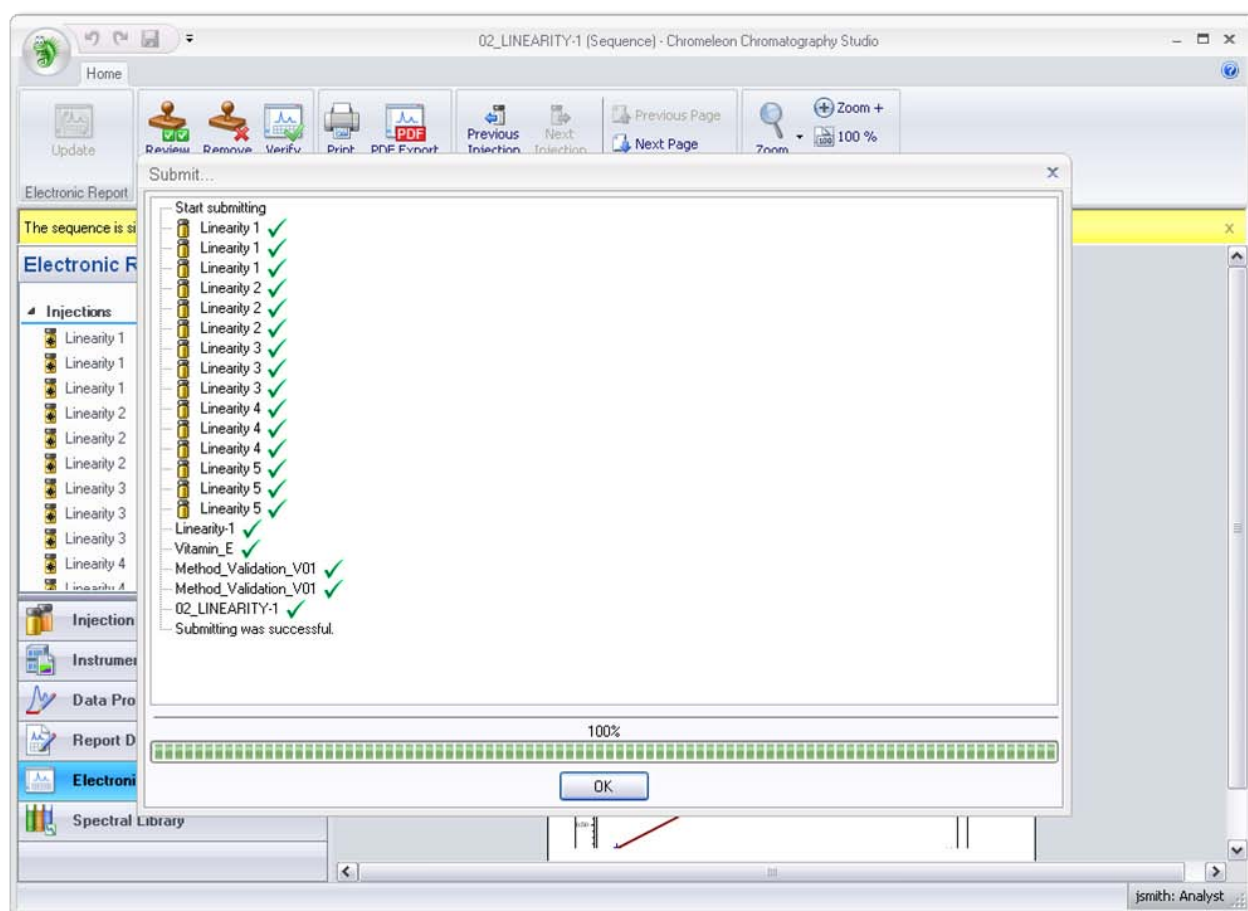 02_LINEARITY-1 (Sequence) - Chromeleon Chromatography Studio
Home
Update
Review
Remove
Verify
Print
PDF
PDF Export
Previous
Injection
Next
Injection
Previous Page
Next Page
Zoom
Zoom +
100 %
Electronic Report
Submit...
The sequence is si
Electronic R
Injections
Linearity 1
Linearity 1
Linearity 1
Linearity 2
Linearity 2
Linearity 2
Linearity 3
Linearity 3
Linearity 3
Linearity 4
Linearity 4
Injection
Instrumen
Data Pro
Report D
Electroni
Spectral Library
Start submitting
Linearity 1
Linearity 1
Linearity 1
Linearity 2
Linearity 2
Linearity 2
Linearity 3
Linearity 3
Linearity 3
Linearity 4
Linearity 4
Linearity 4
Linearity 5
Linearity 5
Linearity 5
Linearity-1
Vitamin_E
Method_Validation_V01
Method_Validation_V01
02_LINEARITY-1
Submitting was successful.
100%
OK
jsmith: Analyst